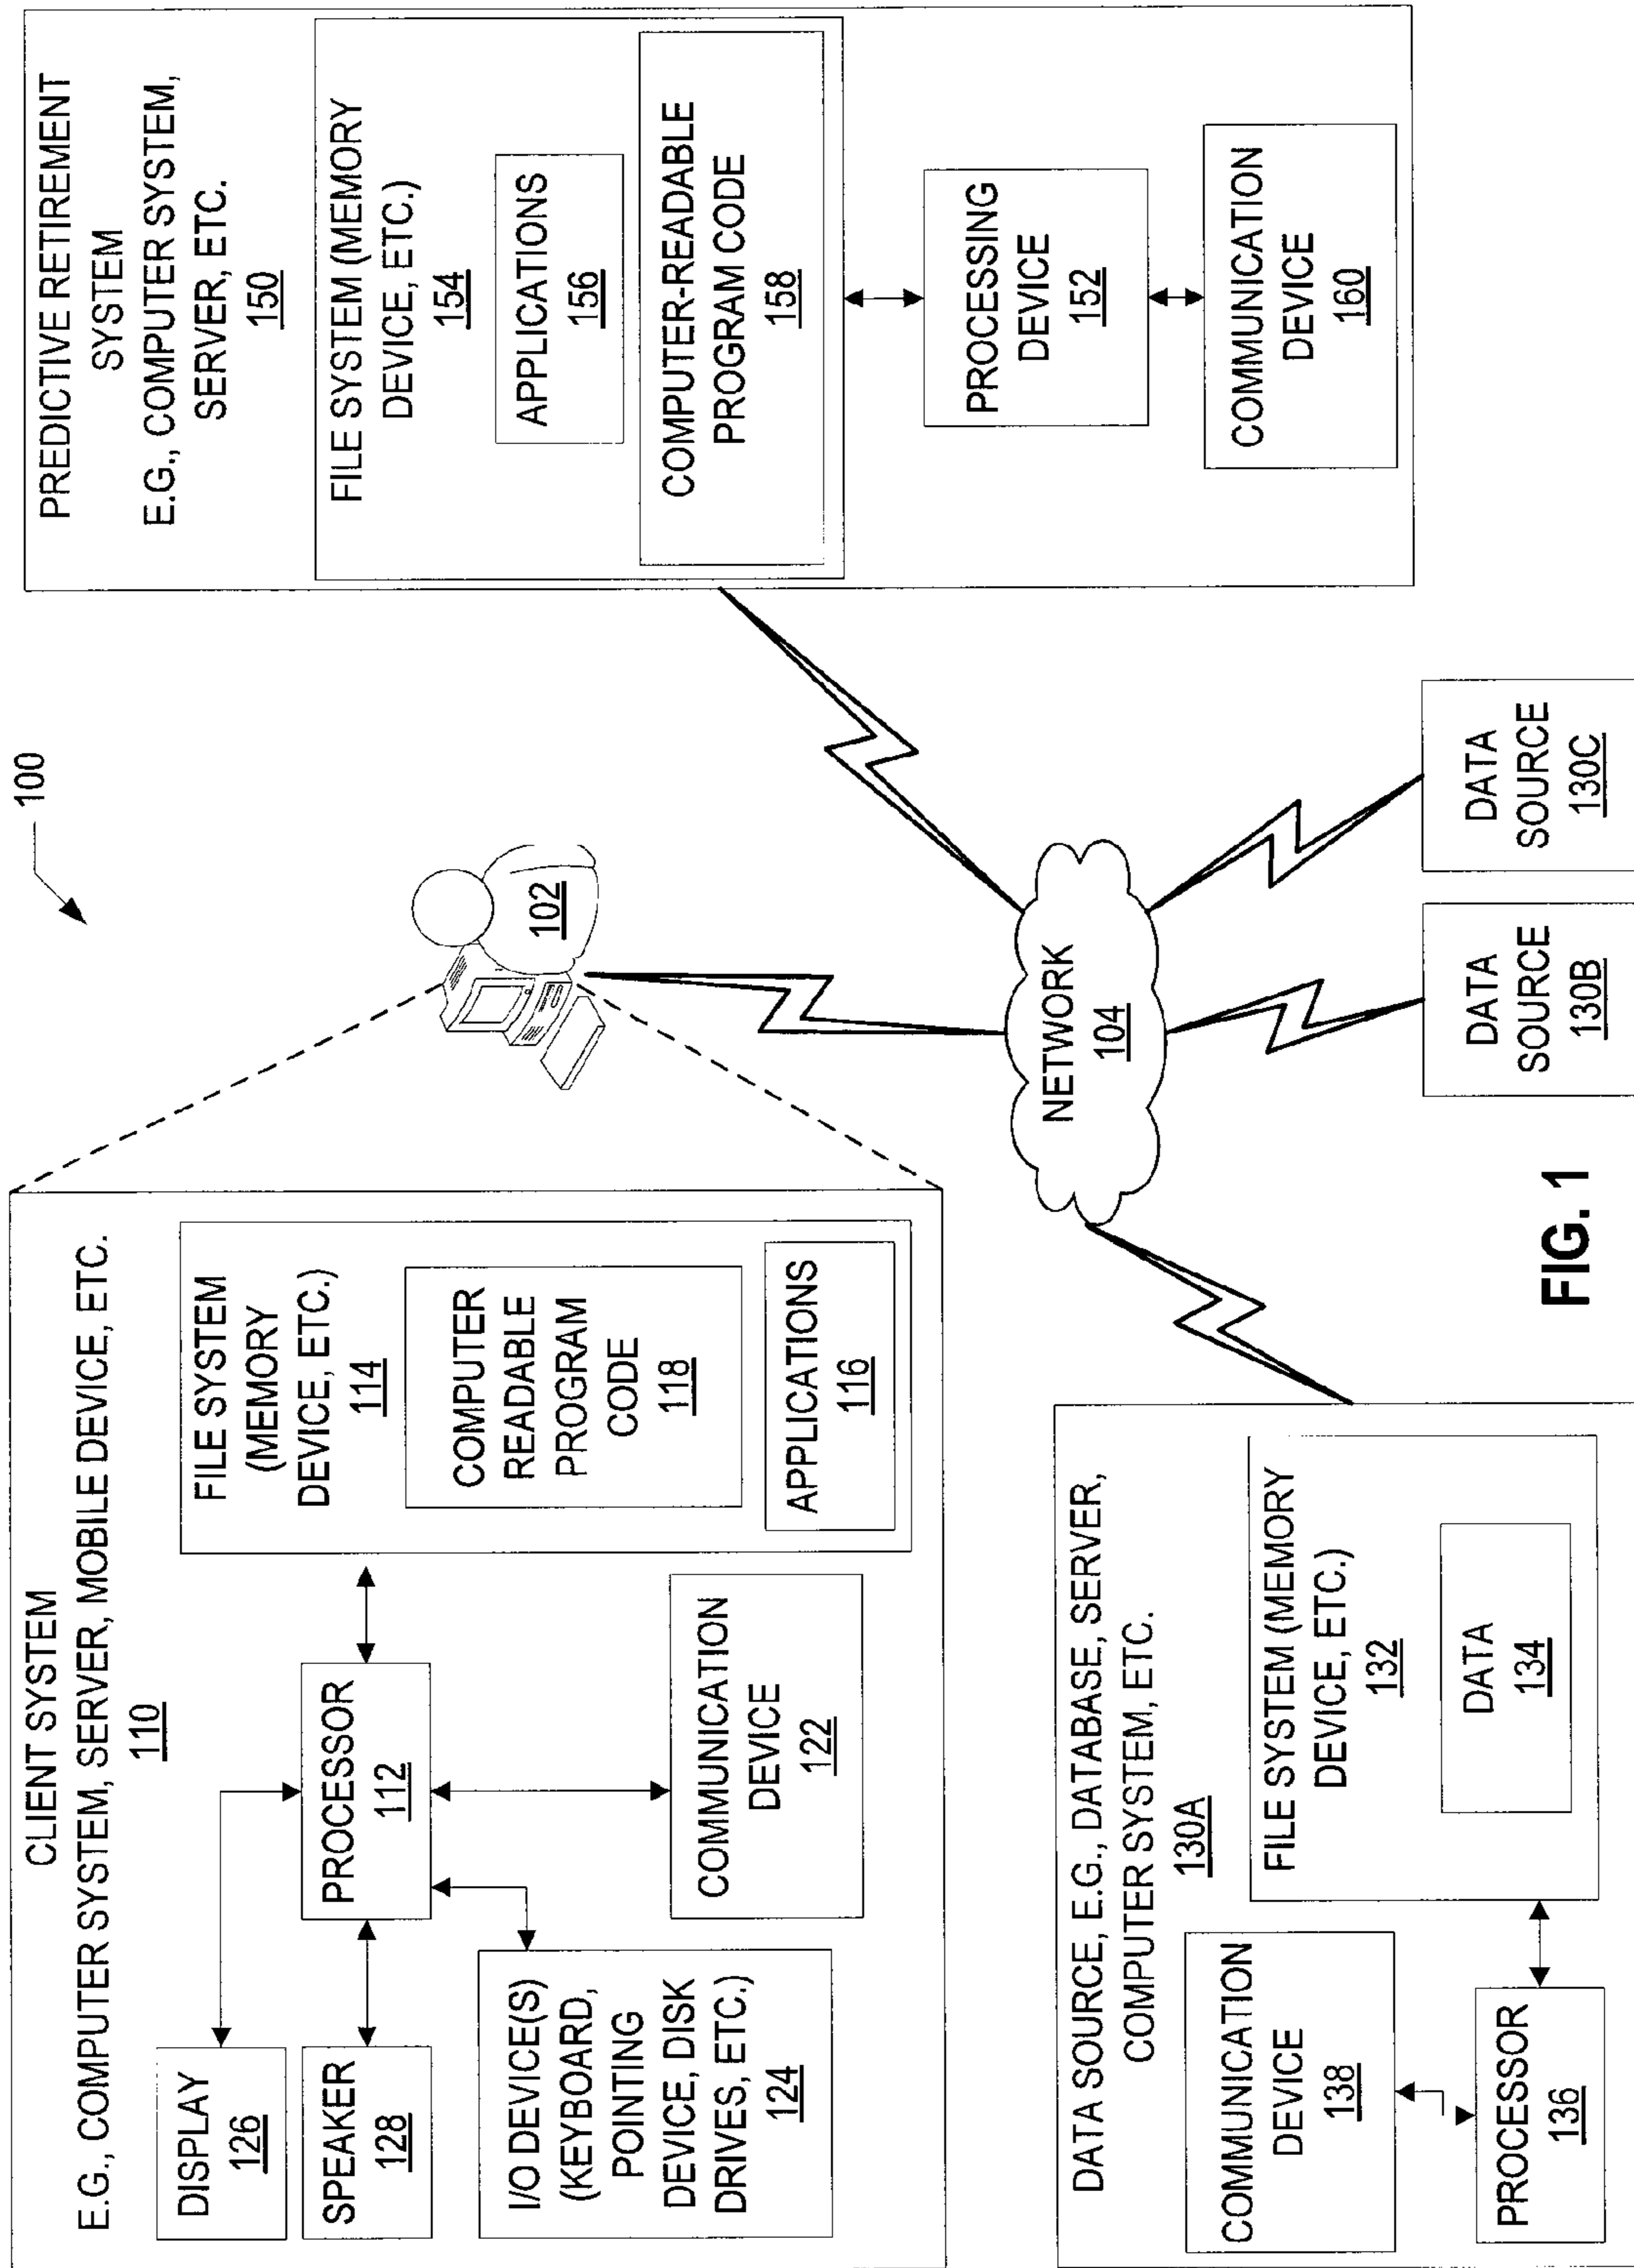 100
CLIENT SYSTEM
E.G., COMPUTER SYSTEM, SERVER, MOBILE DEVICE, ETC.
110
DISPLAY
126
SPEAKER
128
I/O DEVICE(S)
(KEYBOARD,
POINTING
DEVICE, DISK
DRIVES, ETC.)
124
PROCESSOR
112
COMMUNICATION
DEVICE
122
FILE SYSTEM
(MEMORY
DEVICE, ETC.)
114
COMPUTER
READABLE
PROGRAM
CODE
118
APPLICATIONS
116
102
NETWORK
104
PREDICTIVE RETIREMENT
SYSTEM
E.G., COMPUTER SYSTEM,
SERVER, ETC.
150
FILE SYSTEM (MEMORY
DEVICE, ETC.)
154
APPLICATIONS
156
COMPUTER-READABLE
PROGRAM CODE
158
PROCESSING
DEVICE
152
COMMUNICATION
DEVICE
160
DATA SOURCE, E.G., DATABASE, SERVER,
COMPUTER SYSTEM, ETC.
130A
COMMUNICATION
DEVICE
138
PROCESSOR
136
FILE SYSTEM (MEMORY
DEVICE, ETC.)
132
DATA
134
DATA
SOURCE
130B
DATA
SOURCE
130C
FIG. 1